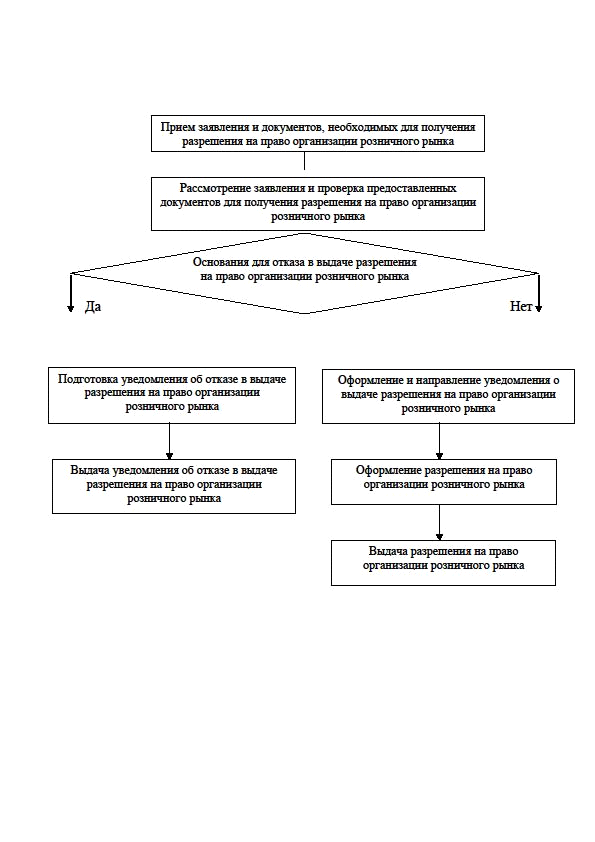 Прием заявления и документов, необходимых для получения
разрешения на право организации розничного рынка
Рассмотрение заявления и проверка предоставленных
документов для получения разрешения на право организации
розничного рынка
Основания для отказа в выдаче разрешения
на право организации розничного рынка
Да
Нет
Подготовка уведомления об отказе в выдаче
разрешения на право организации
розничного рынка
Оформление и направление уведомления о
выдаче разрешения на право организации
розничного рынка
Выдача уведомления об отказе в выдаче
разрешения на право организации
розничного рынка
Оформление разрешения на право
организации розничного рынка
Выдача разрешения на право
организации розничного рынка